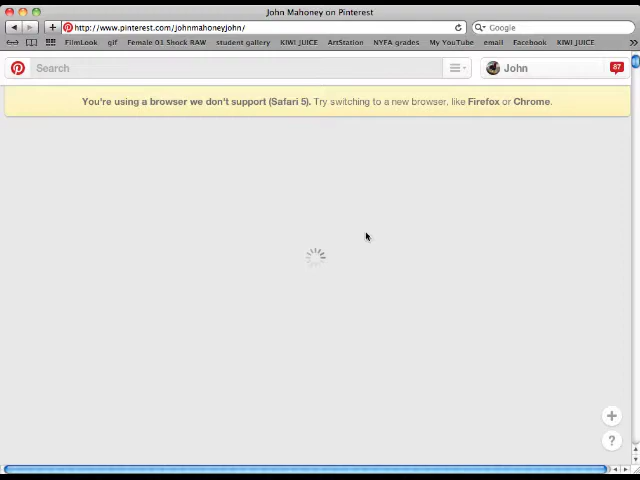 John Mahoney on Pinterest
http://www.pinterest.com/johnmahoneyjohn/
Google
FilmLook gif Female 01 Shock RAW student gallery KIWI JUICE ArtStation NYFA grades My YouTube email Facebook KIWI JUICE
Search
John
87
You're using a browser we don't support (Safari 5). Try switching to a new browser, like Firefox or Chrome.
+
?